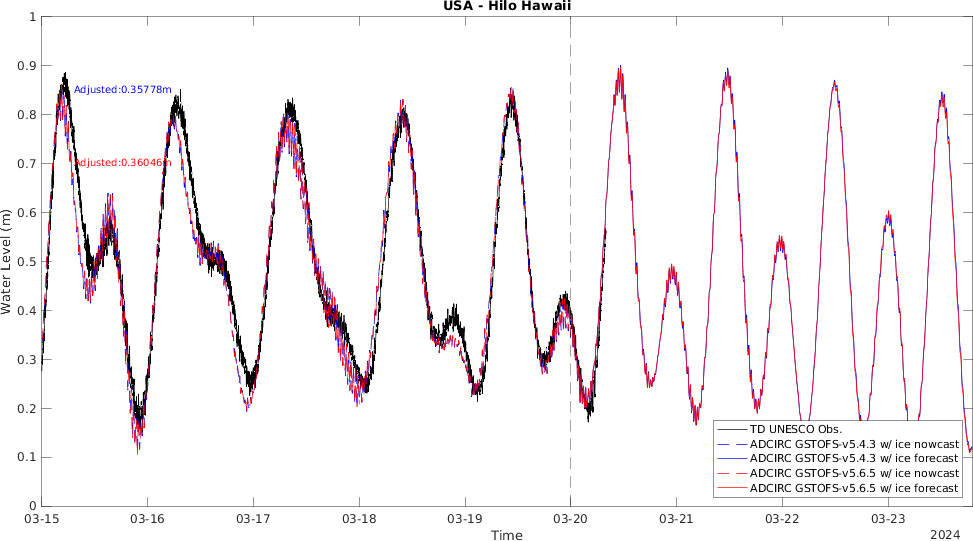 USA - Hilo Hawaii
1
0.9
0.8
0.7
0.6
0.5
0.4
0.3
0.2
0.1
0
Water Level (m)
Adjusted:0.35778m
Adjusted:0.36046m
TD UNESCO Obs.
ADCIRC GSTOFS-v5.4.3 w/ ice nowcast
ADCIRC GSTOFS-v5.4.3 w/ ice forecast
ADCIRC GSTOFS-v5.6.5 w/ ice nowcast
ADCIRC GSTOFS-v5.6.5 w/ ice forecast
03-15 03-16 03-17 03-18 03-19 03-20 03-21 03-22 03-23
Time
2024